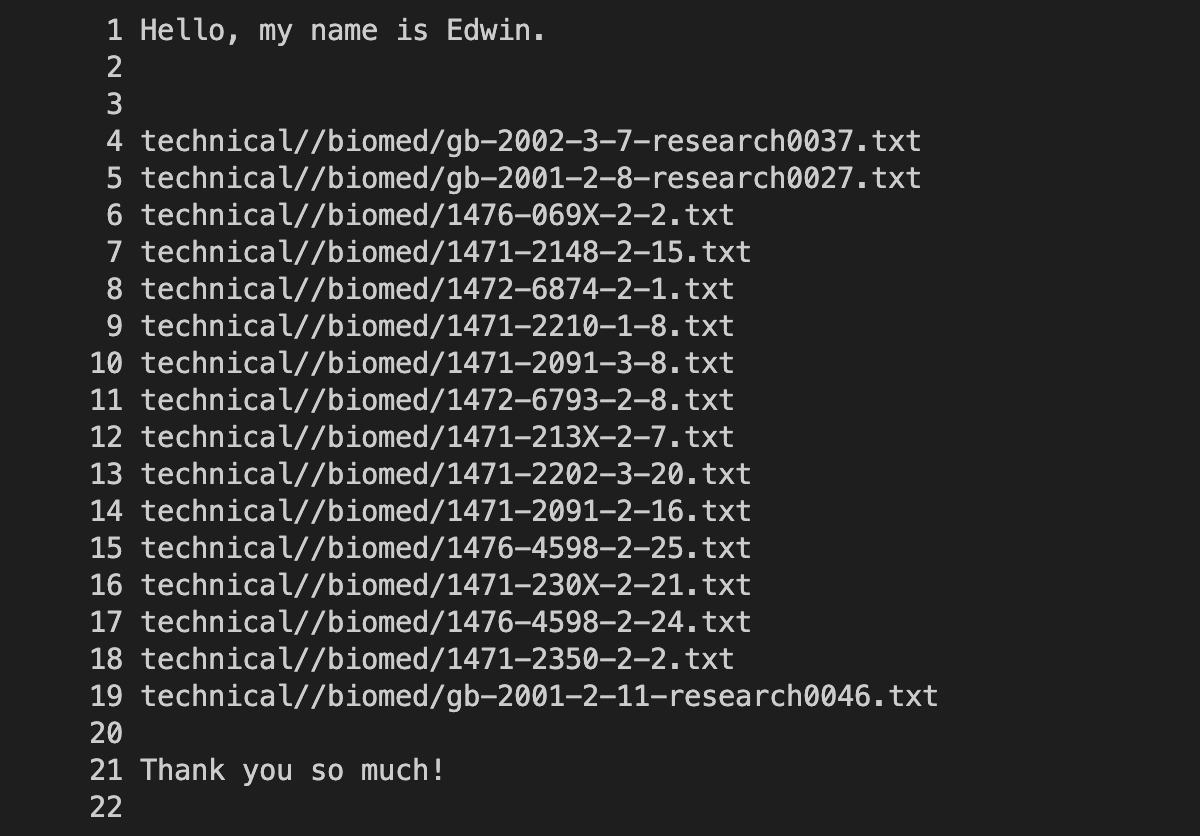 1 Hello, my name is Edwin.
2
3
4 technical//biomed/gb-2002-3-7-research0037.txt
5 technical//biomed/gb-2001-2-8-research0027.txt
6 technical//biomed/1476-069X-2-2.txt
7 technical//biomed/1471-2148-2-15.txt
8 technical//biomed/1472-6874-2-1.txt
9 technical//biomed/1471-2210-1-8.txt
10 technical//biomed/1471-2091-3-8.txt
11 technical//biomed/1472-6793-2-8.txt
12 technical//biomed/1471-213X-2-7.txt
13 technical//biomed/1471-2202-3-20.txt
14 technical//biomed/1471-2091-2-16.txt
15 technical//biomed/1476-4598-2-25.txt
16 technical//biomed/1471-230X-2-21.txt
17 technical//biomed/1476-4598-2-24.txt
18 technical//biomed/1471-2350-2-2.txt
19 technical//biomed/gb-2001-2-11-research0046.txt
20
21 Thank you so much!
22